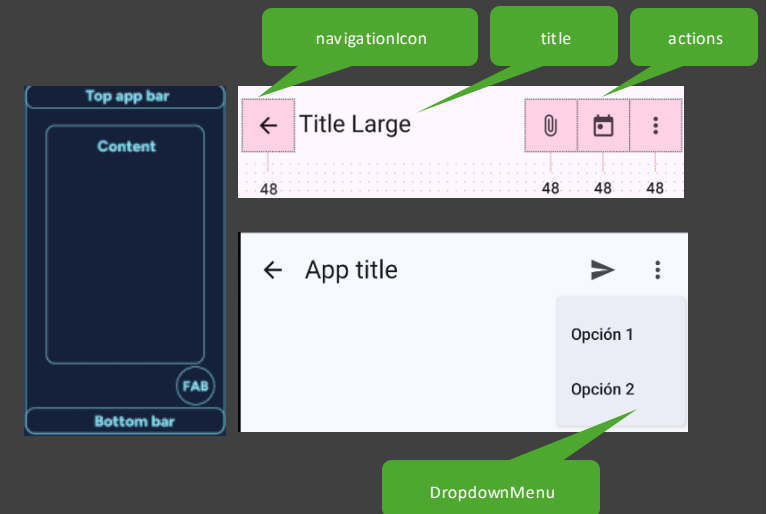 navigationIcon
title
actions
Top app bar
Content
FAB
Bottom bar
Title Large
48
48
48
48
App title
Opción 1
Opción 2
DropdownMenu